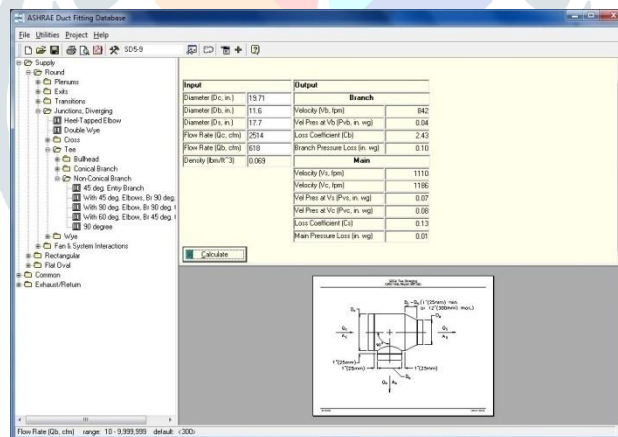 ASHRAE Duct Fitting Database
File Utilities Project Help
SD5-9
Supply
Round
Plenums
Exits
Transitions
Junctions, Diverging
Heel-Tapped Elbow
Double Wye
Cross
Tee
Bullhead
Conical Branch
Non-Conical Branch
45 deg. Entry Branch
With 45 deg. Elbows, Br 90 deg.
With 90 deg. Elbow, Br 90 deg.
With 60 deg. Elbow, Br 45 deg.
90 degree
Wye
Fan & System Interactions
Rectangular
Flat Oval
Common
Exhaust/Return
Input
Diameter (Dc, in.) 19.71
Diameter (Db, in.) 11.6
Diameter (Ds, in.) 17.7
Flow Rate (Qc, cfm) 2514
Flow Rate (Qb, cfm) 618
Density (lbm/ft^3) 0.069
Output
Branch
Velocity (Vb, fpm) 842
Vel Pres at Vb (Pvb, in. wg) 0.04
Loss Coefficient (Cb) 2.43
Branch Pressure Loss (in. wg) 0.10
Main
Velocity (Vs, fpm) 1110
Velocity (Vc, fpm) 1186
Vel Pres at Vs (Pvs, in. wg) 0.07
Vel Pres at Vc (Pvc, in. wg) 0.08
Loss Coefficient (Cs) 0.13
Main Pressure Loss (in. wg) 0.01
Calculate
1"(25mm)
1"(25mm)
1"(25mm)
Flow Rate (Qb, cfm) range: 10 - 9,999,999 default: <300>